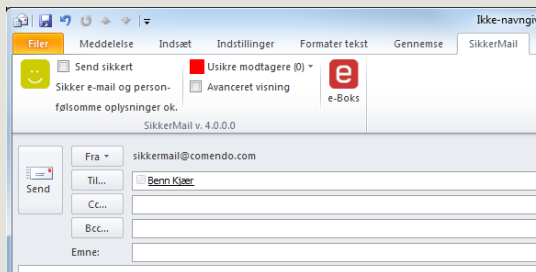 Ikke-navngiv
Filer Meddelelse Indsæt Indstillinger Formater tekst Gennemse SikkerMail
Send sikkert
Sikker e-mail og person-
følsomme oplysninger ok.
Usikre modtagere (0)
Avanceret visning
e
e-Boks
SikkerMail v. 4.0.0.0
Send
Fra sikkermail@comendo.com
Til... Benn Kjær
Cc...
Bcc...
Emne: